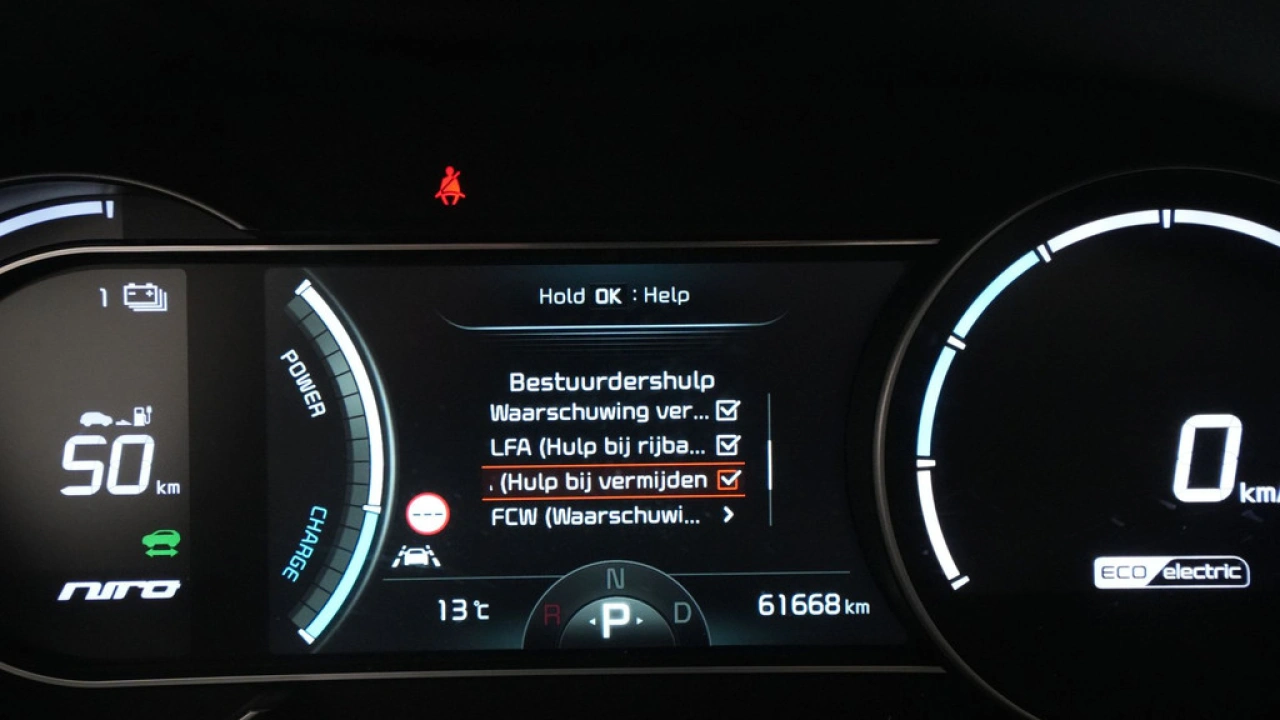 1
50 km
niro
POWER
CHARGE
Hold OK : Help
Bestuurdershulp
Waarschuwing ver...
LFA (Hulp bij rijba...
. (Hulp bij vermijden
FCW (Waarschuwi...
---
13°C
N
R P D
61668 km
0 km/
ECO electric